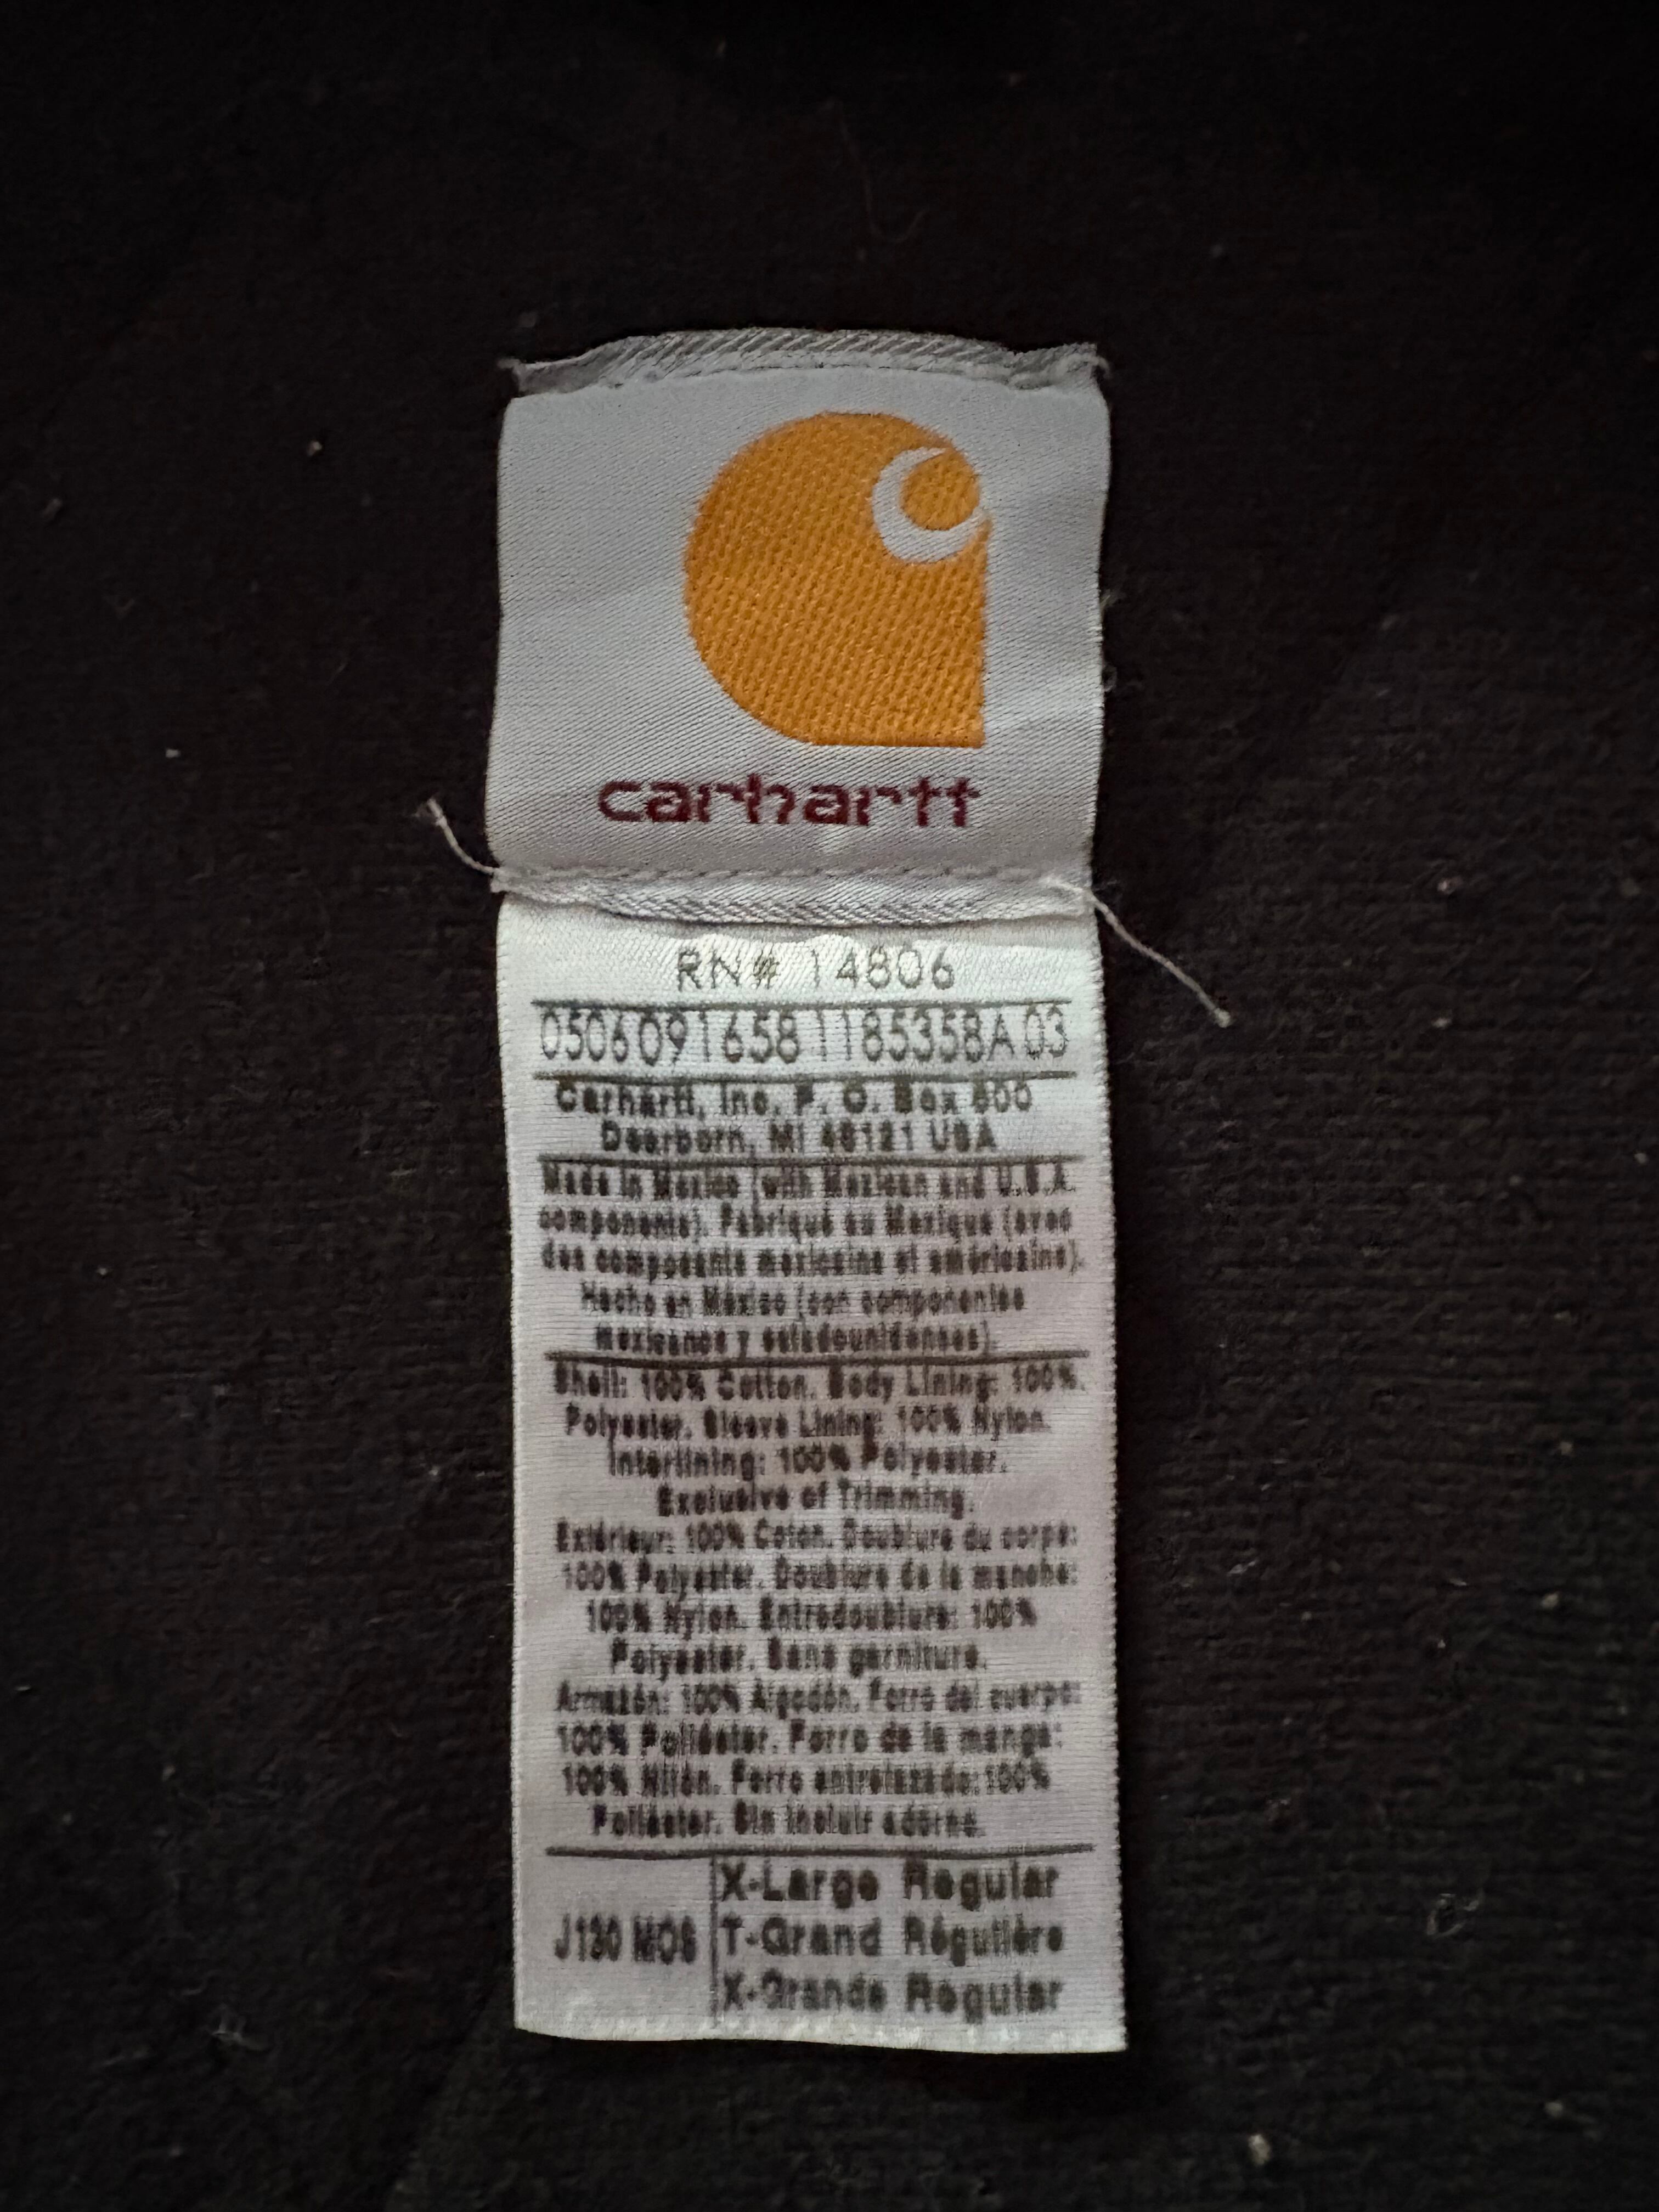 carhartt
RN# 14806
0506091658 1185358A 03
Carhartt, Inc. P. O. Box 600
Dearborn, MI 48121 USA
Made in Mexico (with Mexican and U.S.A.
components). Fabriqué au Mexique (avec
des composants mexicains et américains).
Hecho en México (con componentes
mexicanos y estadounidenses).
Shell: 100% Cotton. Body Lining: 100%
Polyester. Sleeve Lining: 100% Nylon.
Interlining: 100% Polyester.
Exclusive of Trimming.
Extérieur: 100% Coton. Doublure du corps:
100% Polyester. Doublure de la manche:
100% Nylon. Entredoublure: 100%
Polyester. Sans garniture.
Armazón: 100% Algodón. Forro del cuerpo:
100% Poliéster. Forro de la manga:
100% Nilón. Forro entrelazado:100%
Poliéster. Sin incluir adorno.
X-Large Regular
J130 MOS T-Grand Régulière
X-Grande Regular